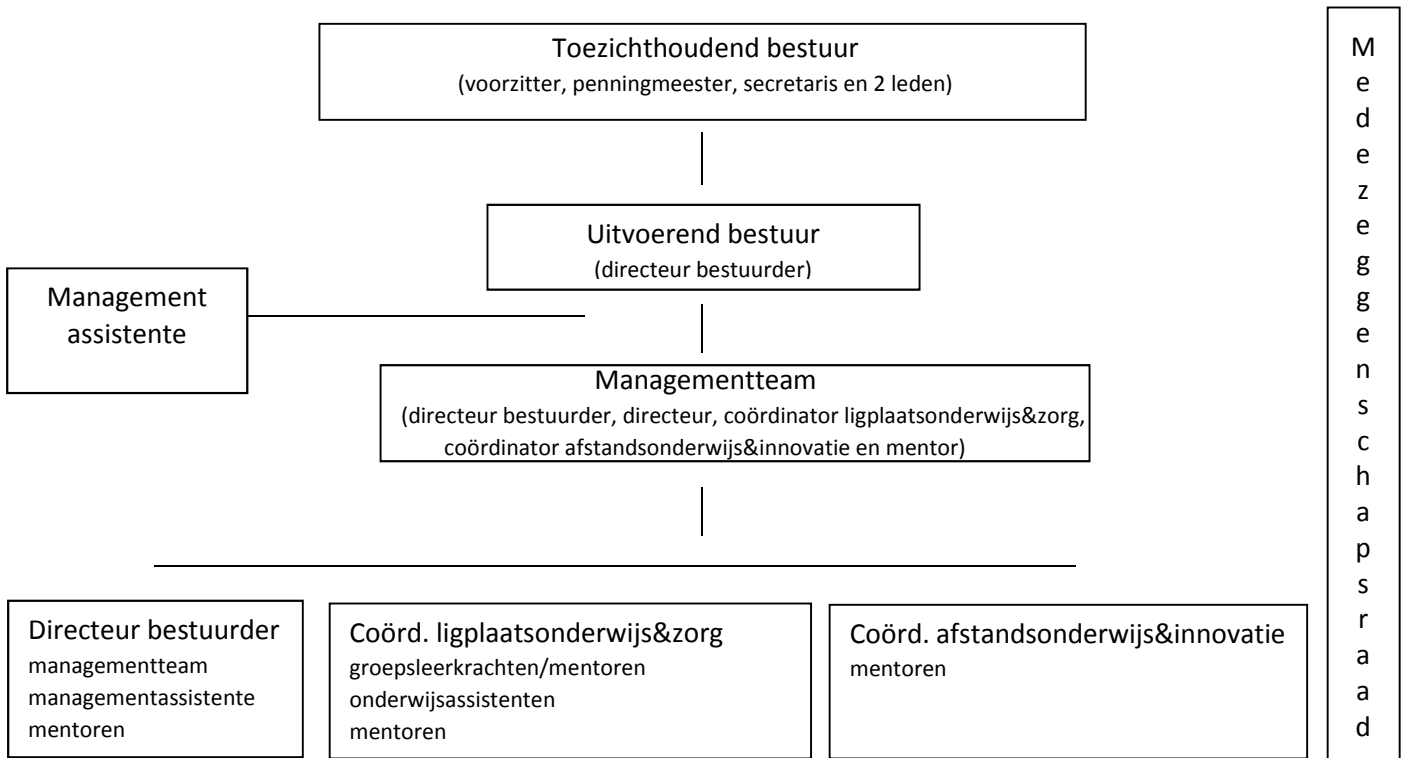 Toezichthoudend bestuur
(voorzitter, penningmeester, secretaris en 2 leden)
Uitvoerend bestuur
(directeur bestuurder)
Management
assistente
Managementteam
(directeur bestuurder, directeur, coördinator ligplaatsonderwijs&zorg,
coördinator afstandsonderwijs&innovatie en mentor)
Directeur bestuurder
managementteam
managementassistente
mentoren
Coörd. ligplaatsonderwijs&zorg
groepsleerkrachten/mentoren
onderwijsassistenten
mentoren
Coörd. afstandsonderwijs&innovatie
mentoren
M
e
d
e
z
e
g
g
e
n
s
c
h
a
p
s
r
a
a
d